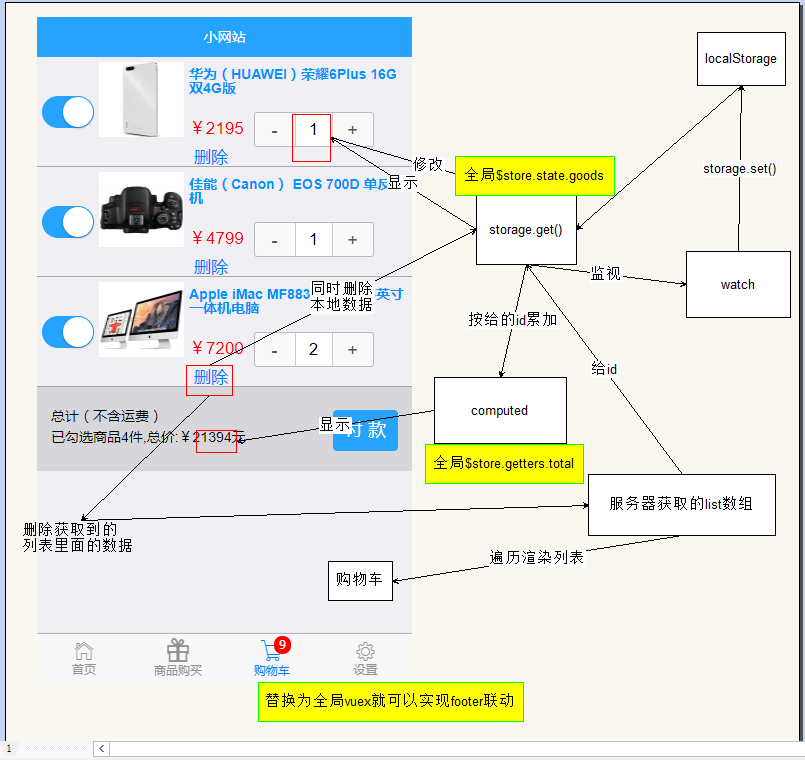 小网站
华为（HUAWEI）荣耀6Plus 16G
双4G版
￥2195
- 1 +
删除
佳能（Canon） EOS 700D 单反
机
￥4799
- 1 +
删除
Apple iMac MF883
英寸
一体机电脑
￥7200
- 2 +
删除
总计（不含运费）
已勾选商品4件,总价:￥21394元
付 款
首页
商品购买
9
购物车
设置
修改
显示
全局$store.state.goods
storage.get()
localStorage
storage.set()
监视
watch
同时删除
本地数据
按给的id累加
给id
computed
显示
全局$store.getters.total
服务器获取的list数组
删除获取到的
列表里面的数据
遍历渲染列表
购物车
替换为全局vuex就可以实现footer联动
1